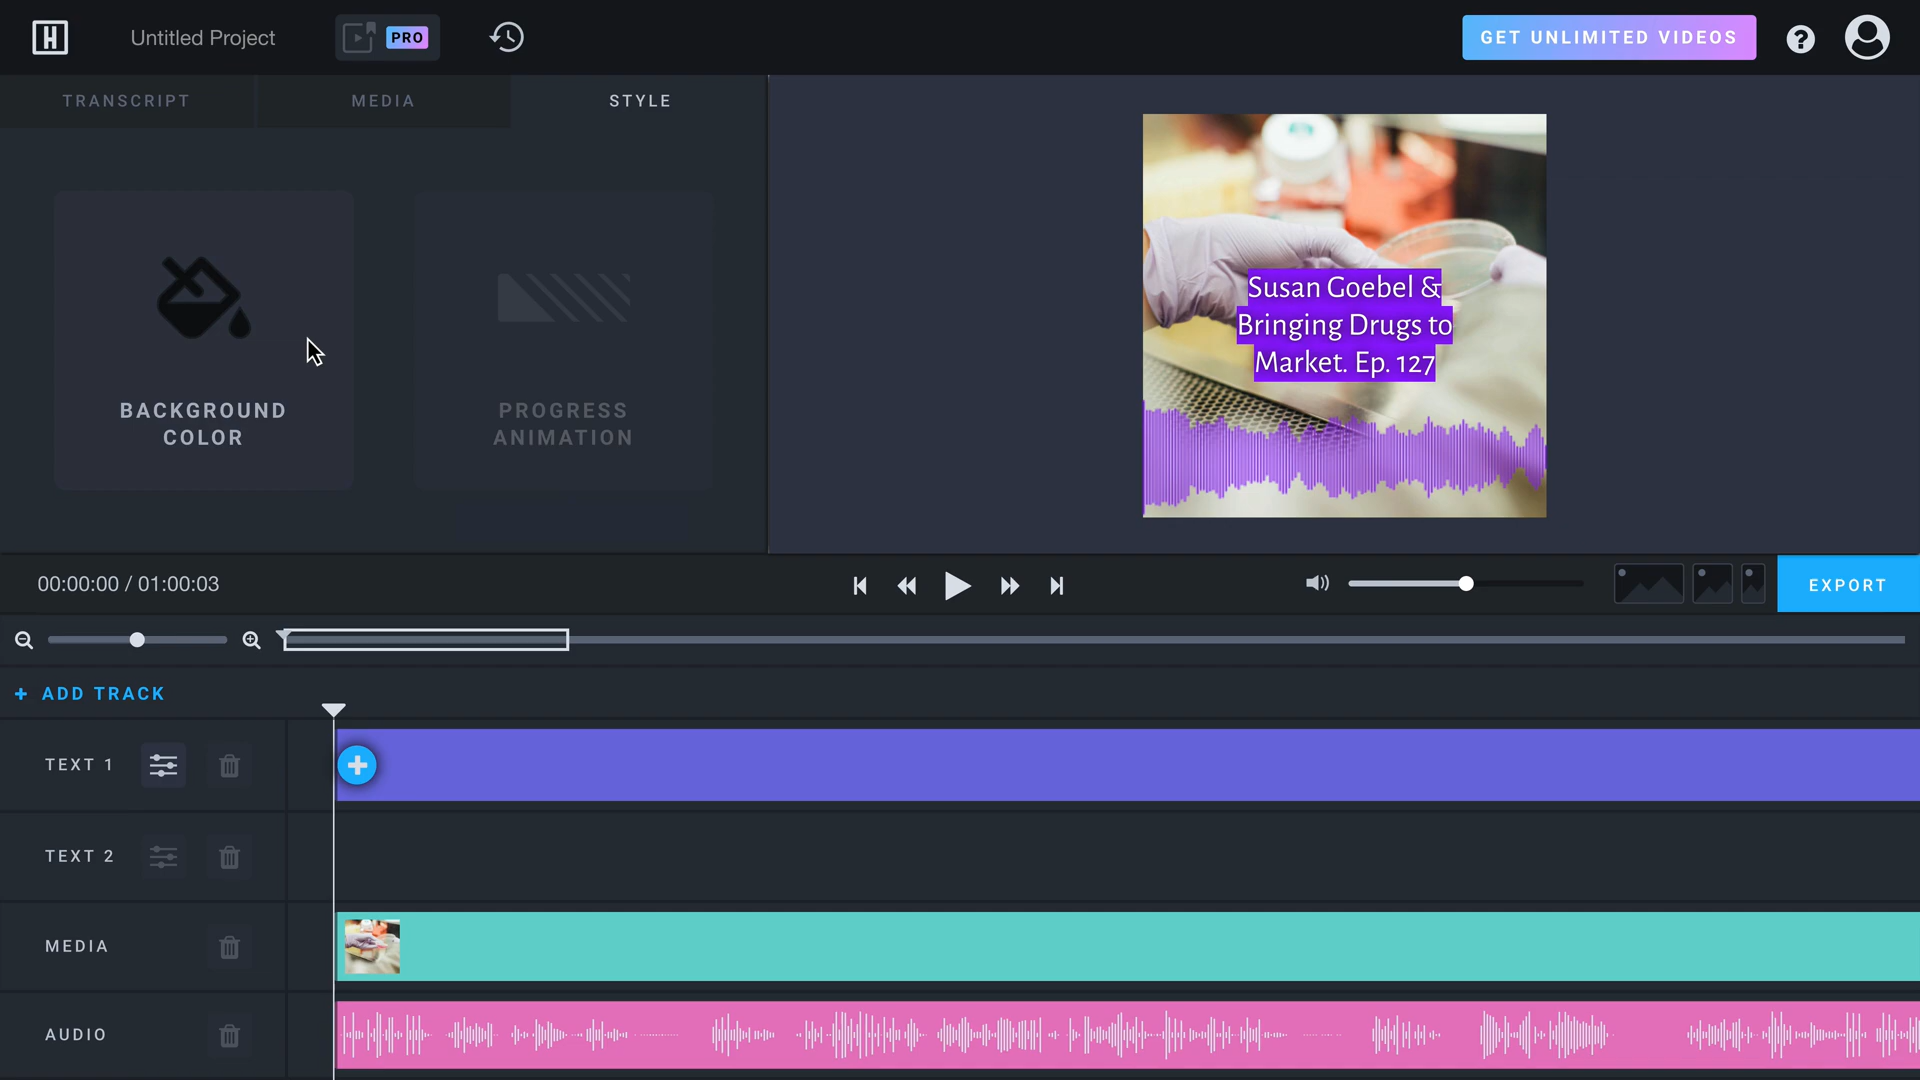 H
Untitled Project
PRO
GET UNLIMITED VIDEOS
?
TRANSCRIPT
MEDIA
STYLE
BACKGROUND
COLOR
PROGRESS
ANIMATION
Susan Goebel &
Bringing Drugs to
Market. Ep. 127
00:00:00 / 01:00:03
EXPORT
+ ADD TRACK
TEXT 1
TEXT 2
MEDIA
AUDIO